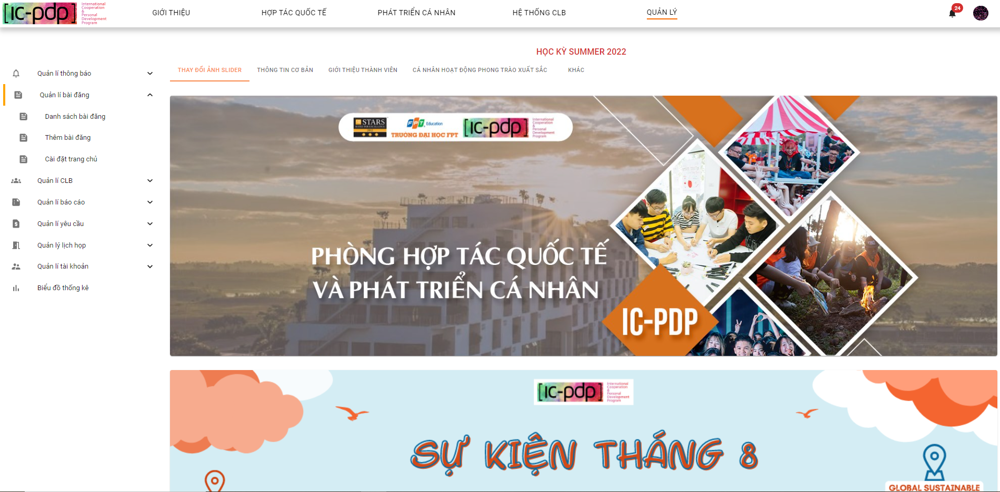 [ic-pdp]
International
Cooperation
&
Personal
Development
Program
GIỚI THIỆU
HỢP TÁC QUỐC TẾ
PHÁT TRIỂN CÁ NHÂN
HỆ THỐNG CLB
QUẢN LÝ
24
HỌC KỲ SUMMER 2022
Quản lí thông báo
Quản lí bài đăng
Danh sách bài đăng
Thêm bài đăng
Cài đặt trang chủ
Quản lí CLB
Quản lí báo cáo
Quản lí yêu cầu
Quản lý lịch họp
Quản lí tài khoản
Biểu đồ thống kê
THAY ĐỔI ẢNH SLIDER
THÔNG TIN CƠ BẢN
GIỚI THIỆU THÀNH VIÊN
CÁ NHÂN HOẠT ĐỘNG PHONG TRÀO XUẤT SẮC
KHÁC
STARS
RATED FOR EXCELLENCE
2012
FPT. Education
TRƯỜNG ĐẠI HỌC FPT
[ic-pdp]
International
Cooperation
&
Personal
Development
Program
PHÒNG HỢP TÁC QUỐC TẾ
VÀ PHÁT TRIỂN CÁ NHÂN
IC-PDP
[ic-pdp]
International
Cooperation
&
Personal
Development
Program
SỰ KIỆN THÁNG 8
GLOBAL SUSTAINABLE